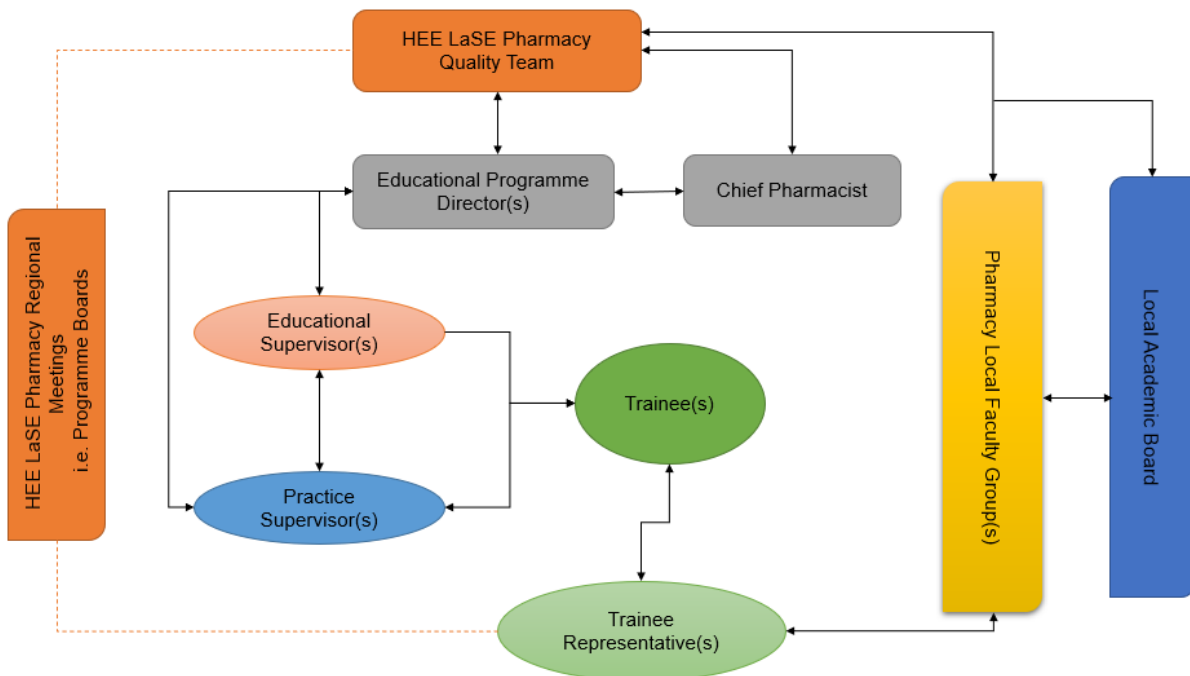 HEE LaSE Pharmacy
Quality Team
Educational Programme
Director(s)
Chief Pharmacist
HEE LaSE Pharmacy Regional
Meetings
i.e. Programme Boards
Educational
Supervisor(s)
Trainee(s)
Practice
Supervisor(s)
Trainee
Representative(s)
Pharmacy Local Faculty Group(s)
Local Academic Board